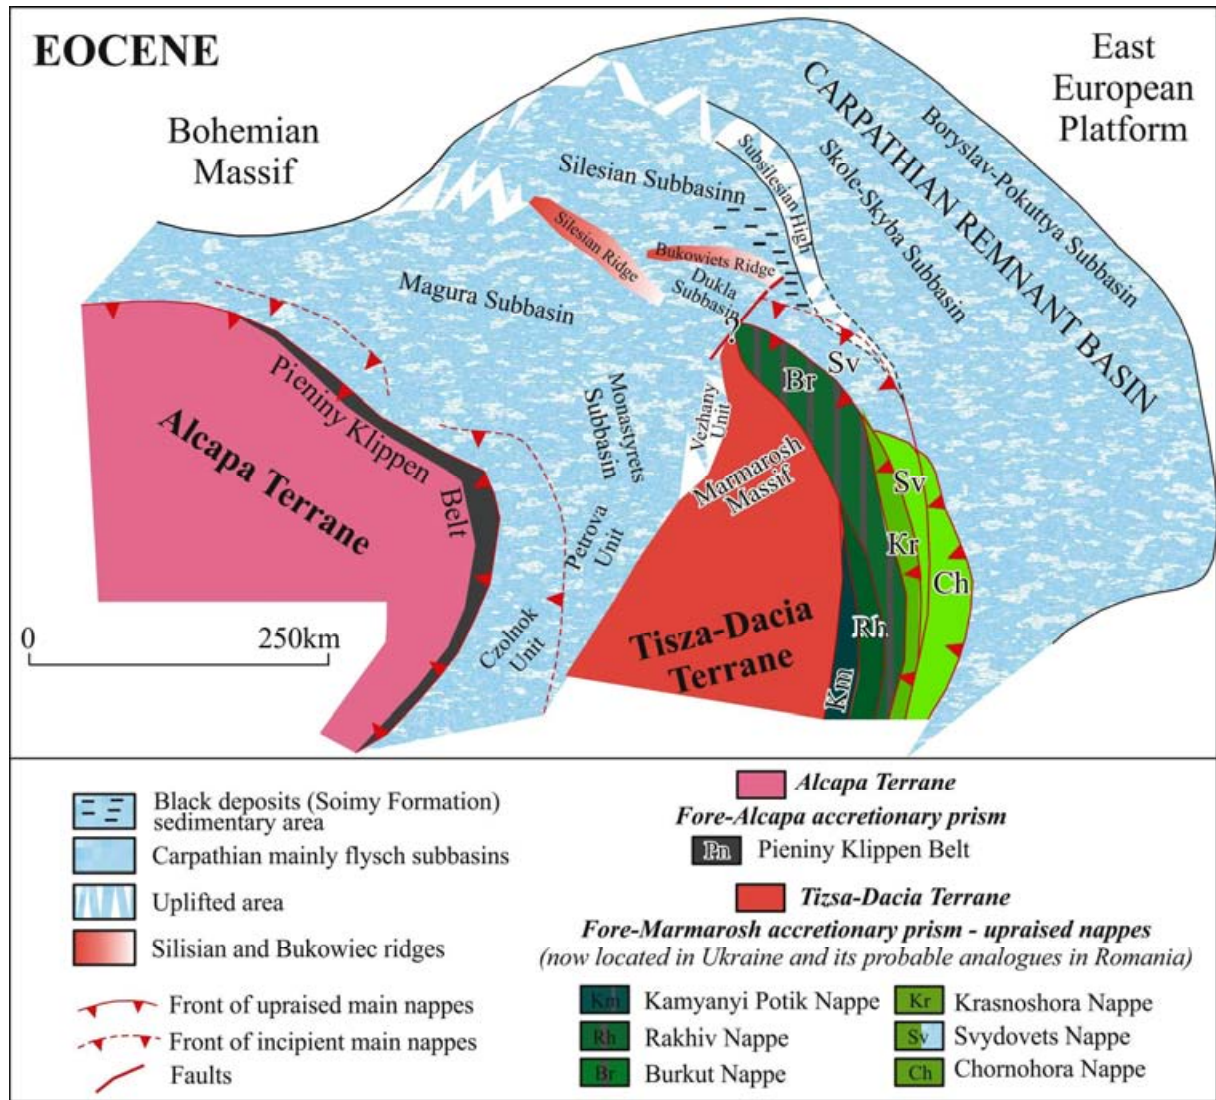 EOCENE
Bohemian
Massif
East
European
Platform
CARPATHIAN REMNANT BASIN
Boryslav-Pokuttya Subbasin
Skole-Skyba Subbasin
Subsilesian High
Silesian Subbasinn
Silesian Ridge
Bukowiets Ridge
Dukla
Subbasin
Magura Subbasin
?
Sv
Br
Pieniny Klippen
Belt
Alcapa Terrane
Monastyrets
Subbasin
Vezhany
Unit
Marmarosh
Massif
Sv
Petrova
Unit
Kr
Ch
Czolnok
Unit
Tisza-Dacia
Terrane
Rh
Km
0
250km
Black deposits (Soimy Formation)
sedimentary area
Carpathian mainly flysch subbasins
Uplifted area
Silisian and Bukowiec ridges
Front of upraised main nappes
Front of incipient main nappes
Faults
Alcapa Terrane
Fore-Alcapa accretionary prism
Pn Pieniny Klippen Belt
Tizsa-Dacia Terrane
Fore-Marmarosh accretionary prism - upraised nappes
(now located in Ukraine and its probable analogues in Romania)
Km Kamyanyi Potik Nappe
Rh Rakhiv Nappe
Br Burkut Nappe
Kr Krasnoshora Nappe
Sv Svydovets Nappe
Ch Chornohora Nappe